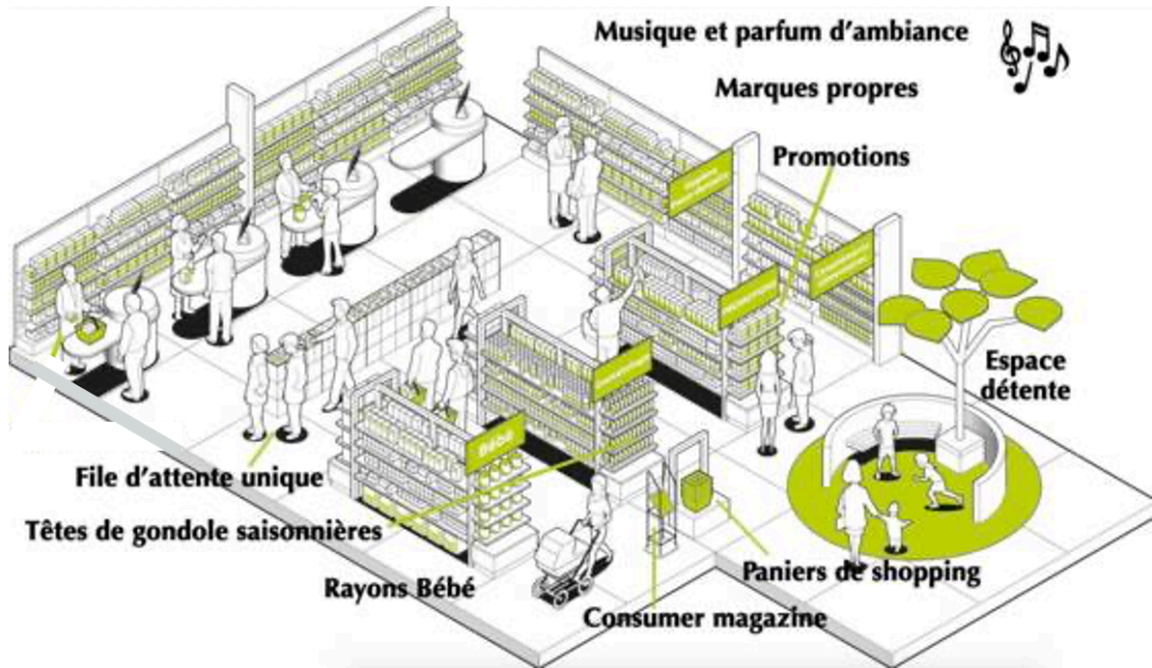 Musique et parfum d’ambiance
Marques propres
Promotions
Espace
détente
Bébé
File d’attente unique
Têtes de gondole saisonnières
Rayons Bébé
Paniers de shopping
Consumer magazine